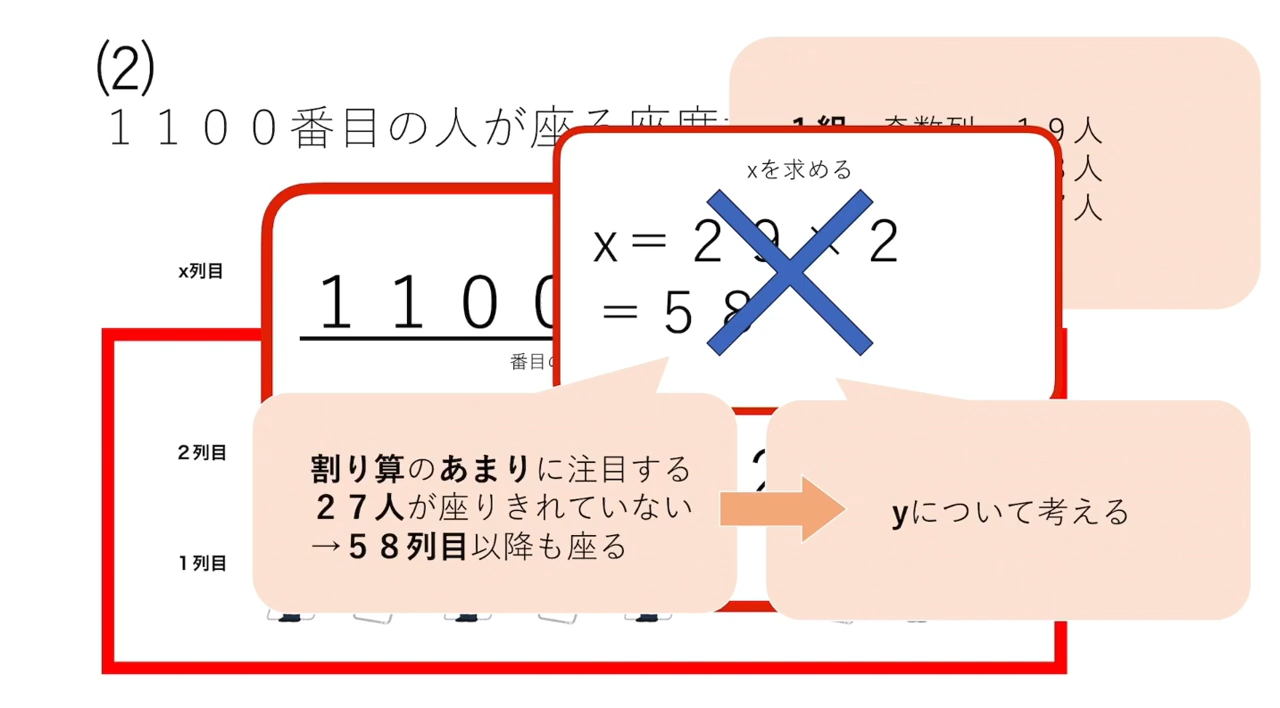 (2)
１１００番目の人が座る座席
１組　奇数列　１９人
人
人
xを求める
x＝２９×２
＝５８
x列目
１１００
番目の
２列目
１列目
割り算のあまりに注目する
２７人が座りきれていない
→５８列目以降も座る
yについて考える